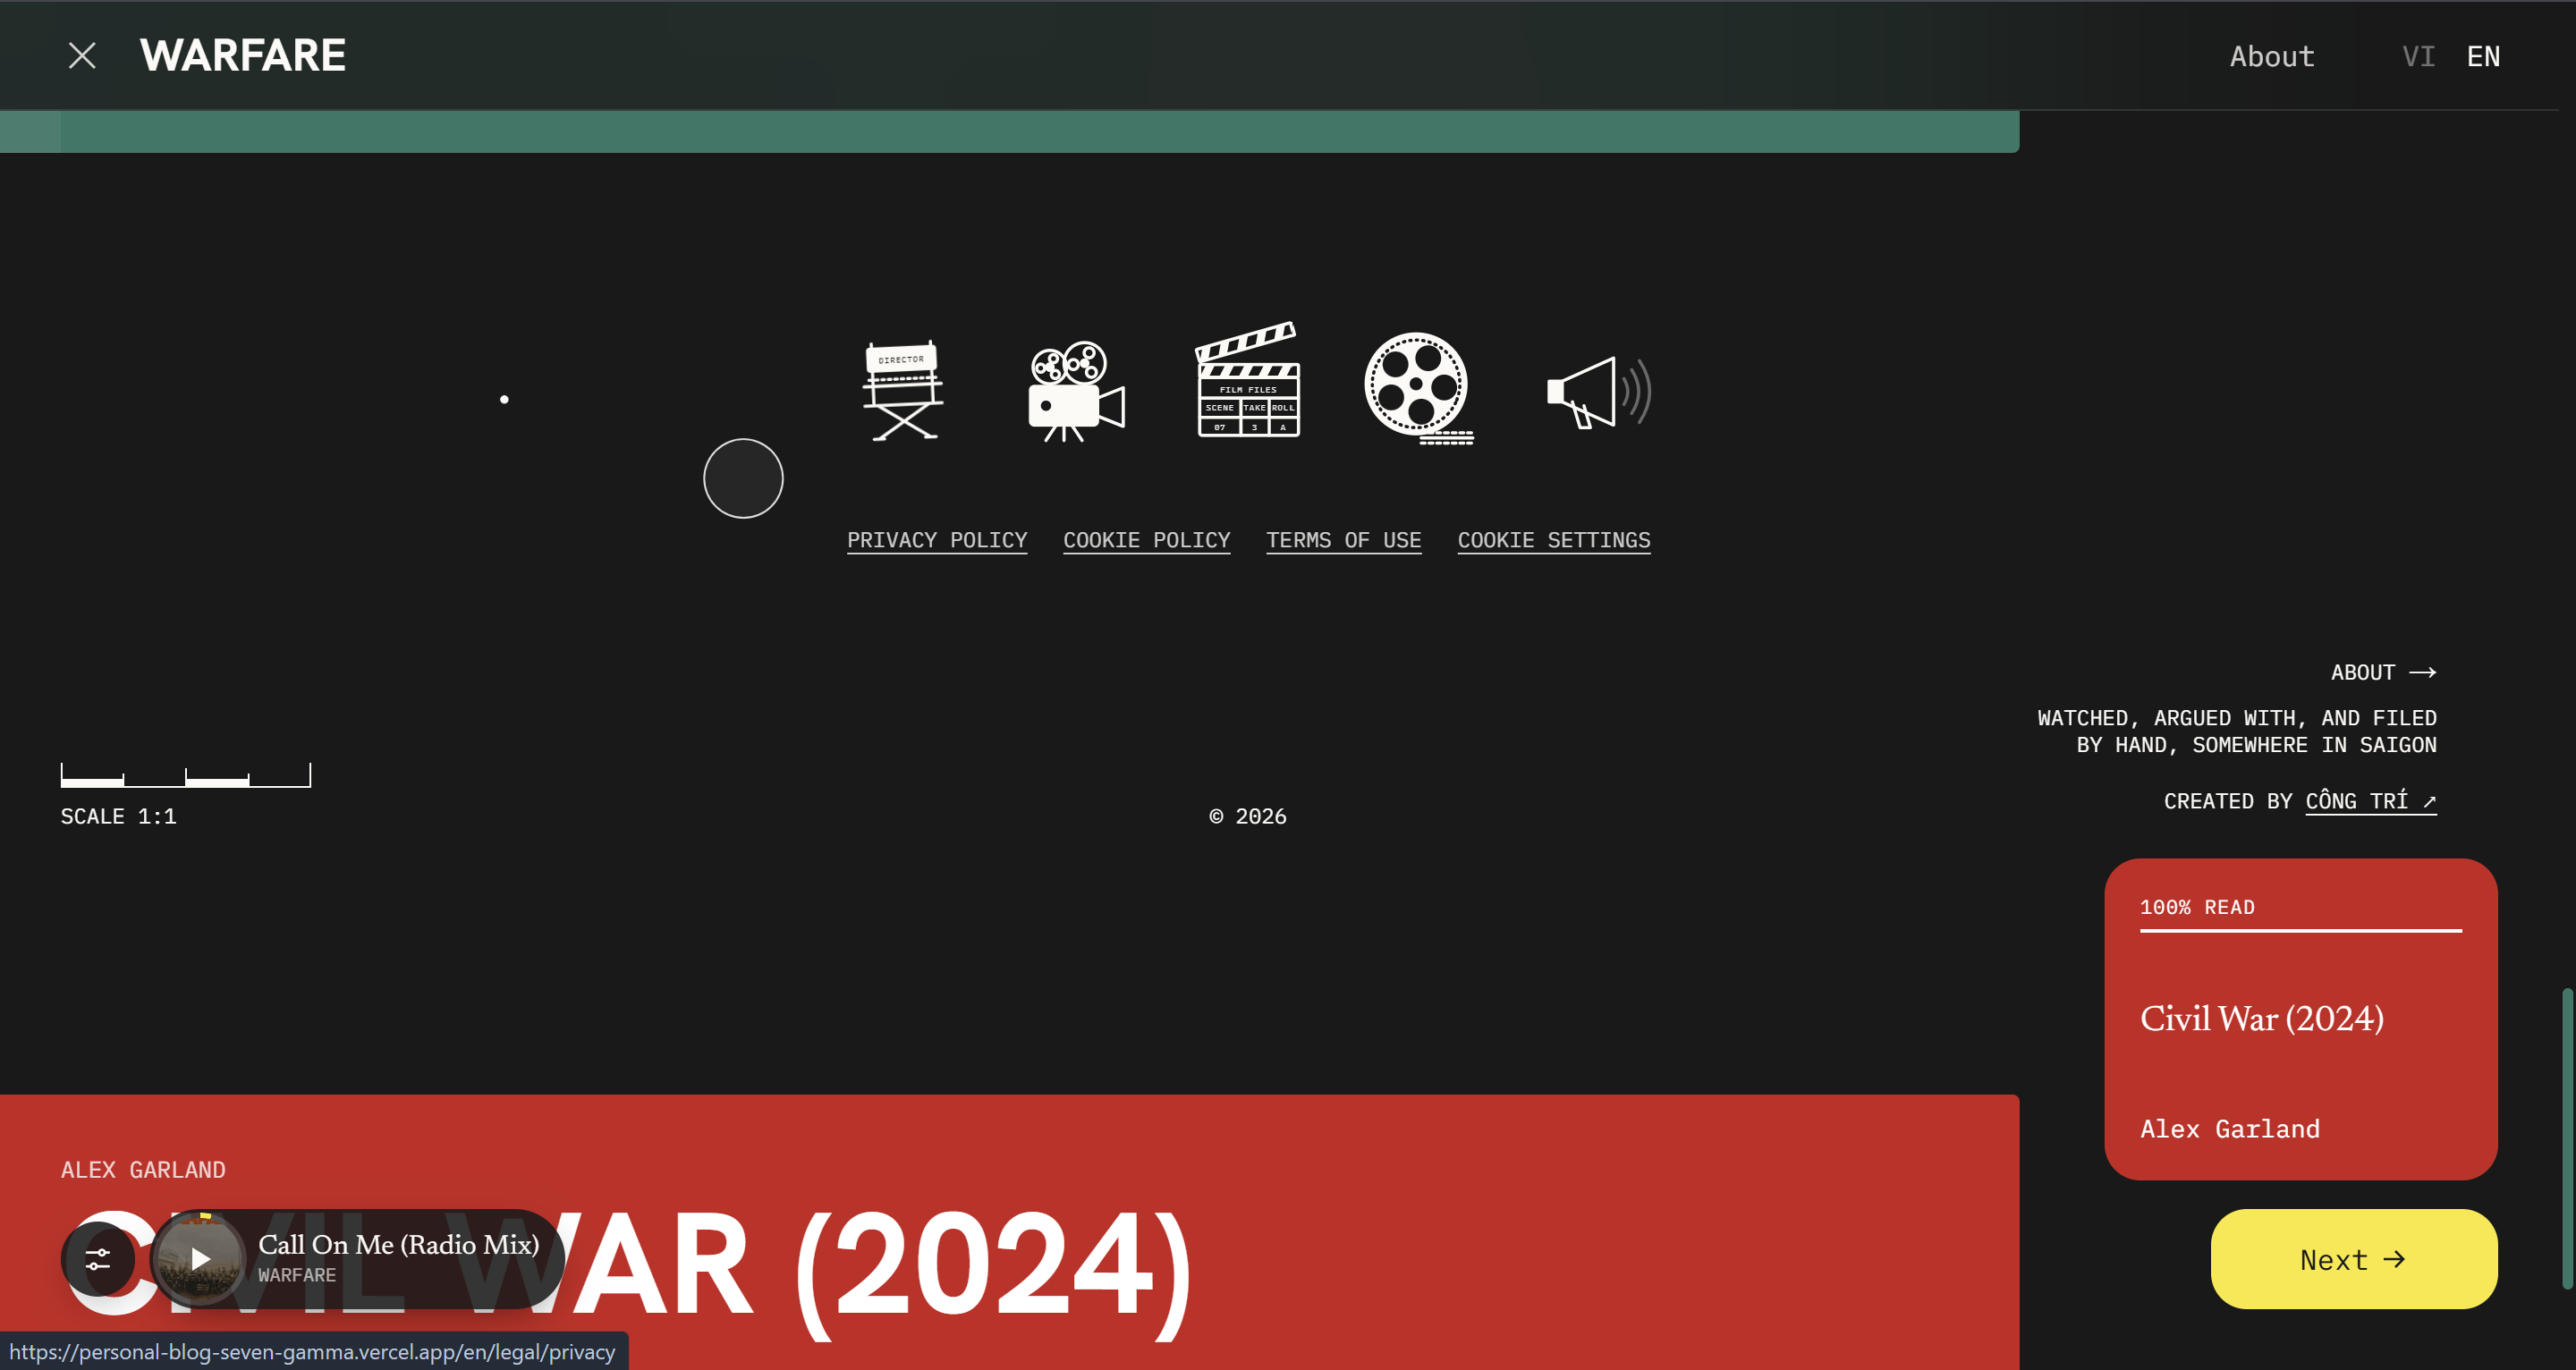 WARFARE
About VI EN
DIRECTOR
FILM FILES
SCENE TAKE ROLL
07 3 A
PRIVACY POLICY COOKIE POLICY TERMS OF USE COOKIE SETTINGS
ABOUT →
WATCHED, ARGUED WITH, AND FILED
BY HAND, SOMEWHERE IN SAIGON
CREATED BY CÔNG TRÍ ↗
SCALE 1:1
© 2026
100% READ
Civil War (2024)
Alex Garland
ALEX GARLAND
CIVIL WAR (2024)
Call On Me (Radio Mix)
WARFARE
Next →
https://personal-blog-seven-gamma.vercel.app/en/legal/privacy